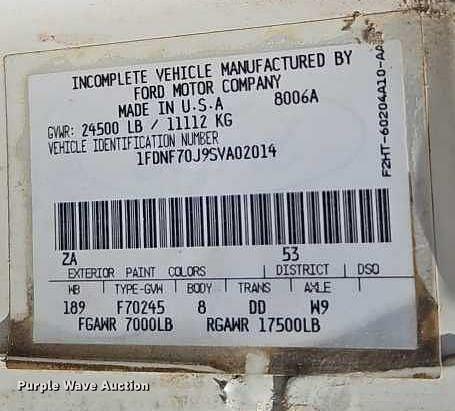 INCOMPLETE VEHICLE MANUFACTURED BY
FORD MOTOR COMPANY
MADE IN U.S.A 8006A
GVWR: 24500 LB / 11112 KG
VEHICLE IDENTIFICATION NUMBER
1FDNF70J9SVA02014
F2HT-60204A10-AA
ZA 53
EXTERIOR PAINT COLORS DISTRICT DSO
WB TYPE-GVW BODY TRANS AXLE
189 F70245 8 DD W9
FGAWR 7000LB RGAWR 17500LB
Purple Wave Auction